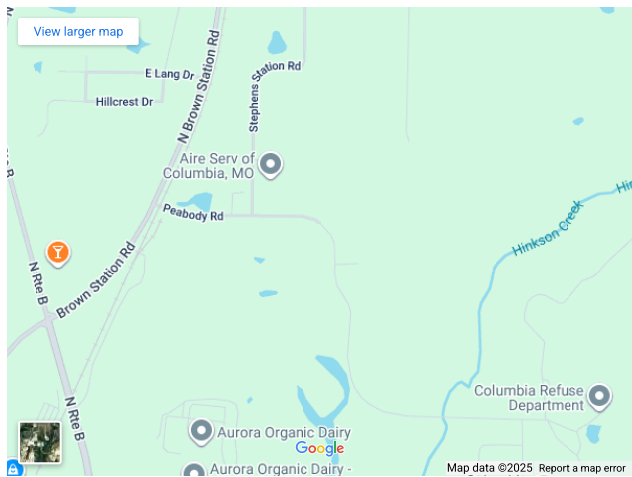 N
View larger map
E Lang Dr
Hillcrest Dr
N Brown Station Rd
Stephens Station Rd
Aire Serv of
Columbia, MO
Peabody Rd
Hinkson Creek
N Rte B
Brown Station Rd
N Rte B
Columbia Refuse
Department
Aurora Organic Dairy
Google
Aurora Organic Dairy -
Map data ©2025
Report a map error